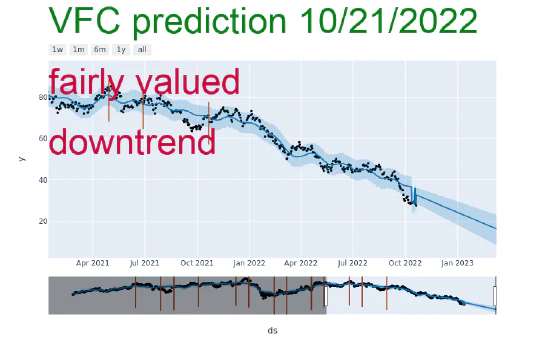 VFC prediction 10/21/2022
1w 1m 6m 1y all
fairly valued
80
60
downtrend
y
40
20
Apr 2021 Jul 2021 Oct 2021 Jan 2022 Apr 2022 Jul 2022 Oct 2022 Jan 2023
ds